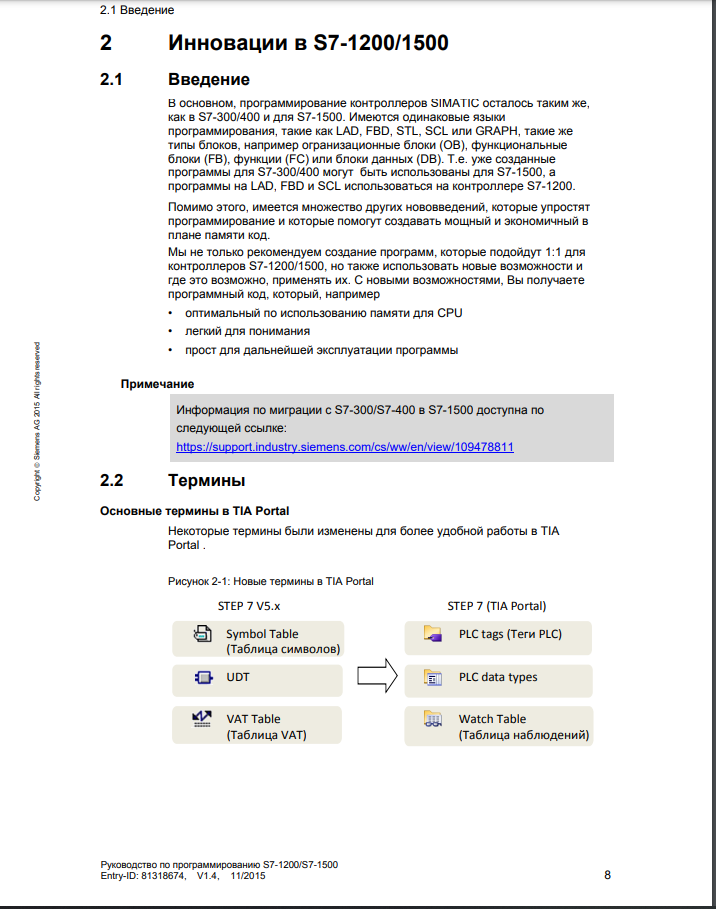 2.1 Введение
2 Инновации в S7-1200/1500
2.1 Введение
В основном, программирование контроллеров SIMATIC осталось таким же,
как в S7-300/400 и для S7-1500. Имеются одинаковые языки
программирования, такие как LAD, FBD, STL, SCL или GRAPH, такие же
типы блоков, например огранизационные блоки (OB), функциональные
блоки (FB), функции (FC) или блоки данных (DB). Т.е. уже созданные
программы для S7-300/400 могут быть использованы для S7-1500, а
программы на LAD, FBD и SCL использоваться на контроллере S7-1200.
Помимо этого, имеется множество других нововведений, которые упростят
программирование и которые помогут создавать мощный и экономичный в
плане памяти код.
Мы не только рекомендуем создание программ, которые подойдут 1:1 для
контроллеров S7-1200/1500, но также использовать новые возможности и
где это возможно, применять их. С новыми возможностями, Вы получаете
программный код, который, например
• оптимальный по использованию памяти для CPU
• легкий для понимания
• прост для дальнейшей эксплуатации программы
Примечание
Информация по миграции с S7-300/S7-400 в S7-1500 доступна по
следующей ссылке:
https://support.industry.siemens.com/cs/ww/en/view/109478811
2.2 Термины
Основные термины в TIA Portal
Некоторые термины были изменены для более удобной работы в TIA
Portal .
Рисунок 2-1: Новые термины в TIA Portal
STEP 7 V5.x
Symbol Table
(Таблица символов)
UDT
VAT Table
(Таблица VAT)
STEP 7 (TIA Portal)
PLC tags (Теги PLC)
PLC data types
Watch Table
(Таблица наблюдений)
Copyright © Siemens AG 2015 All rights reserved
Руководство по программированию S7-1200/S7-1500
Entry-ID: 81318674, V1.4, 11/2015
8